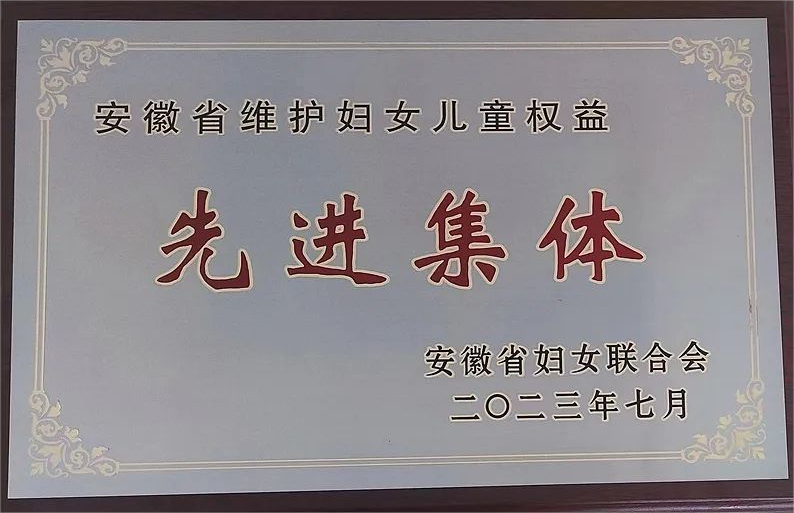 安徽省维护妇女儿童权益
先进集体
安徽省妇女联合会
二〇二三年七月